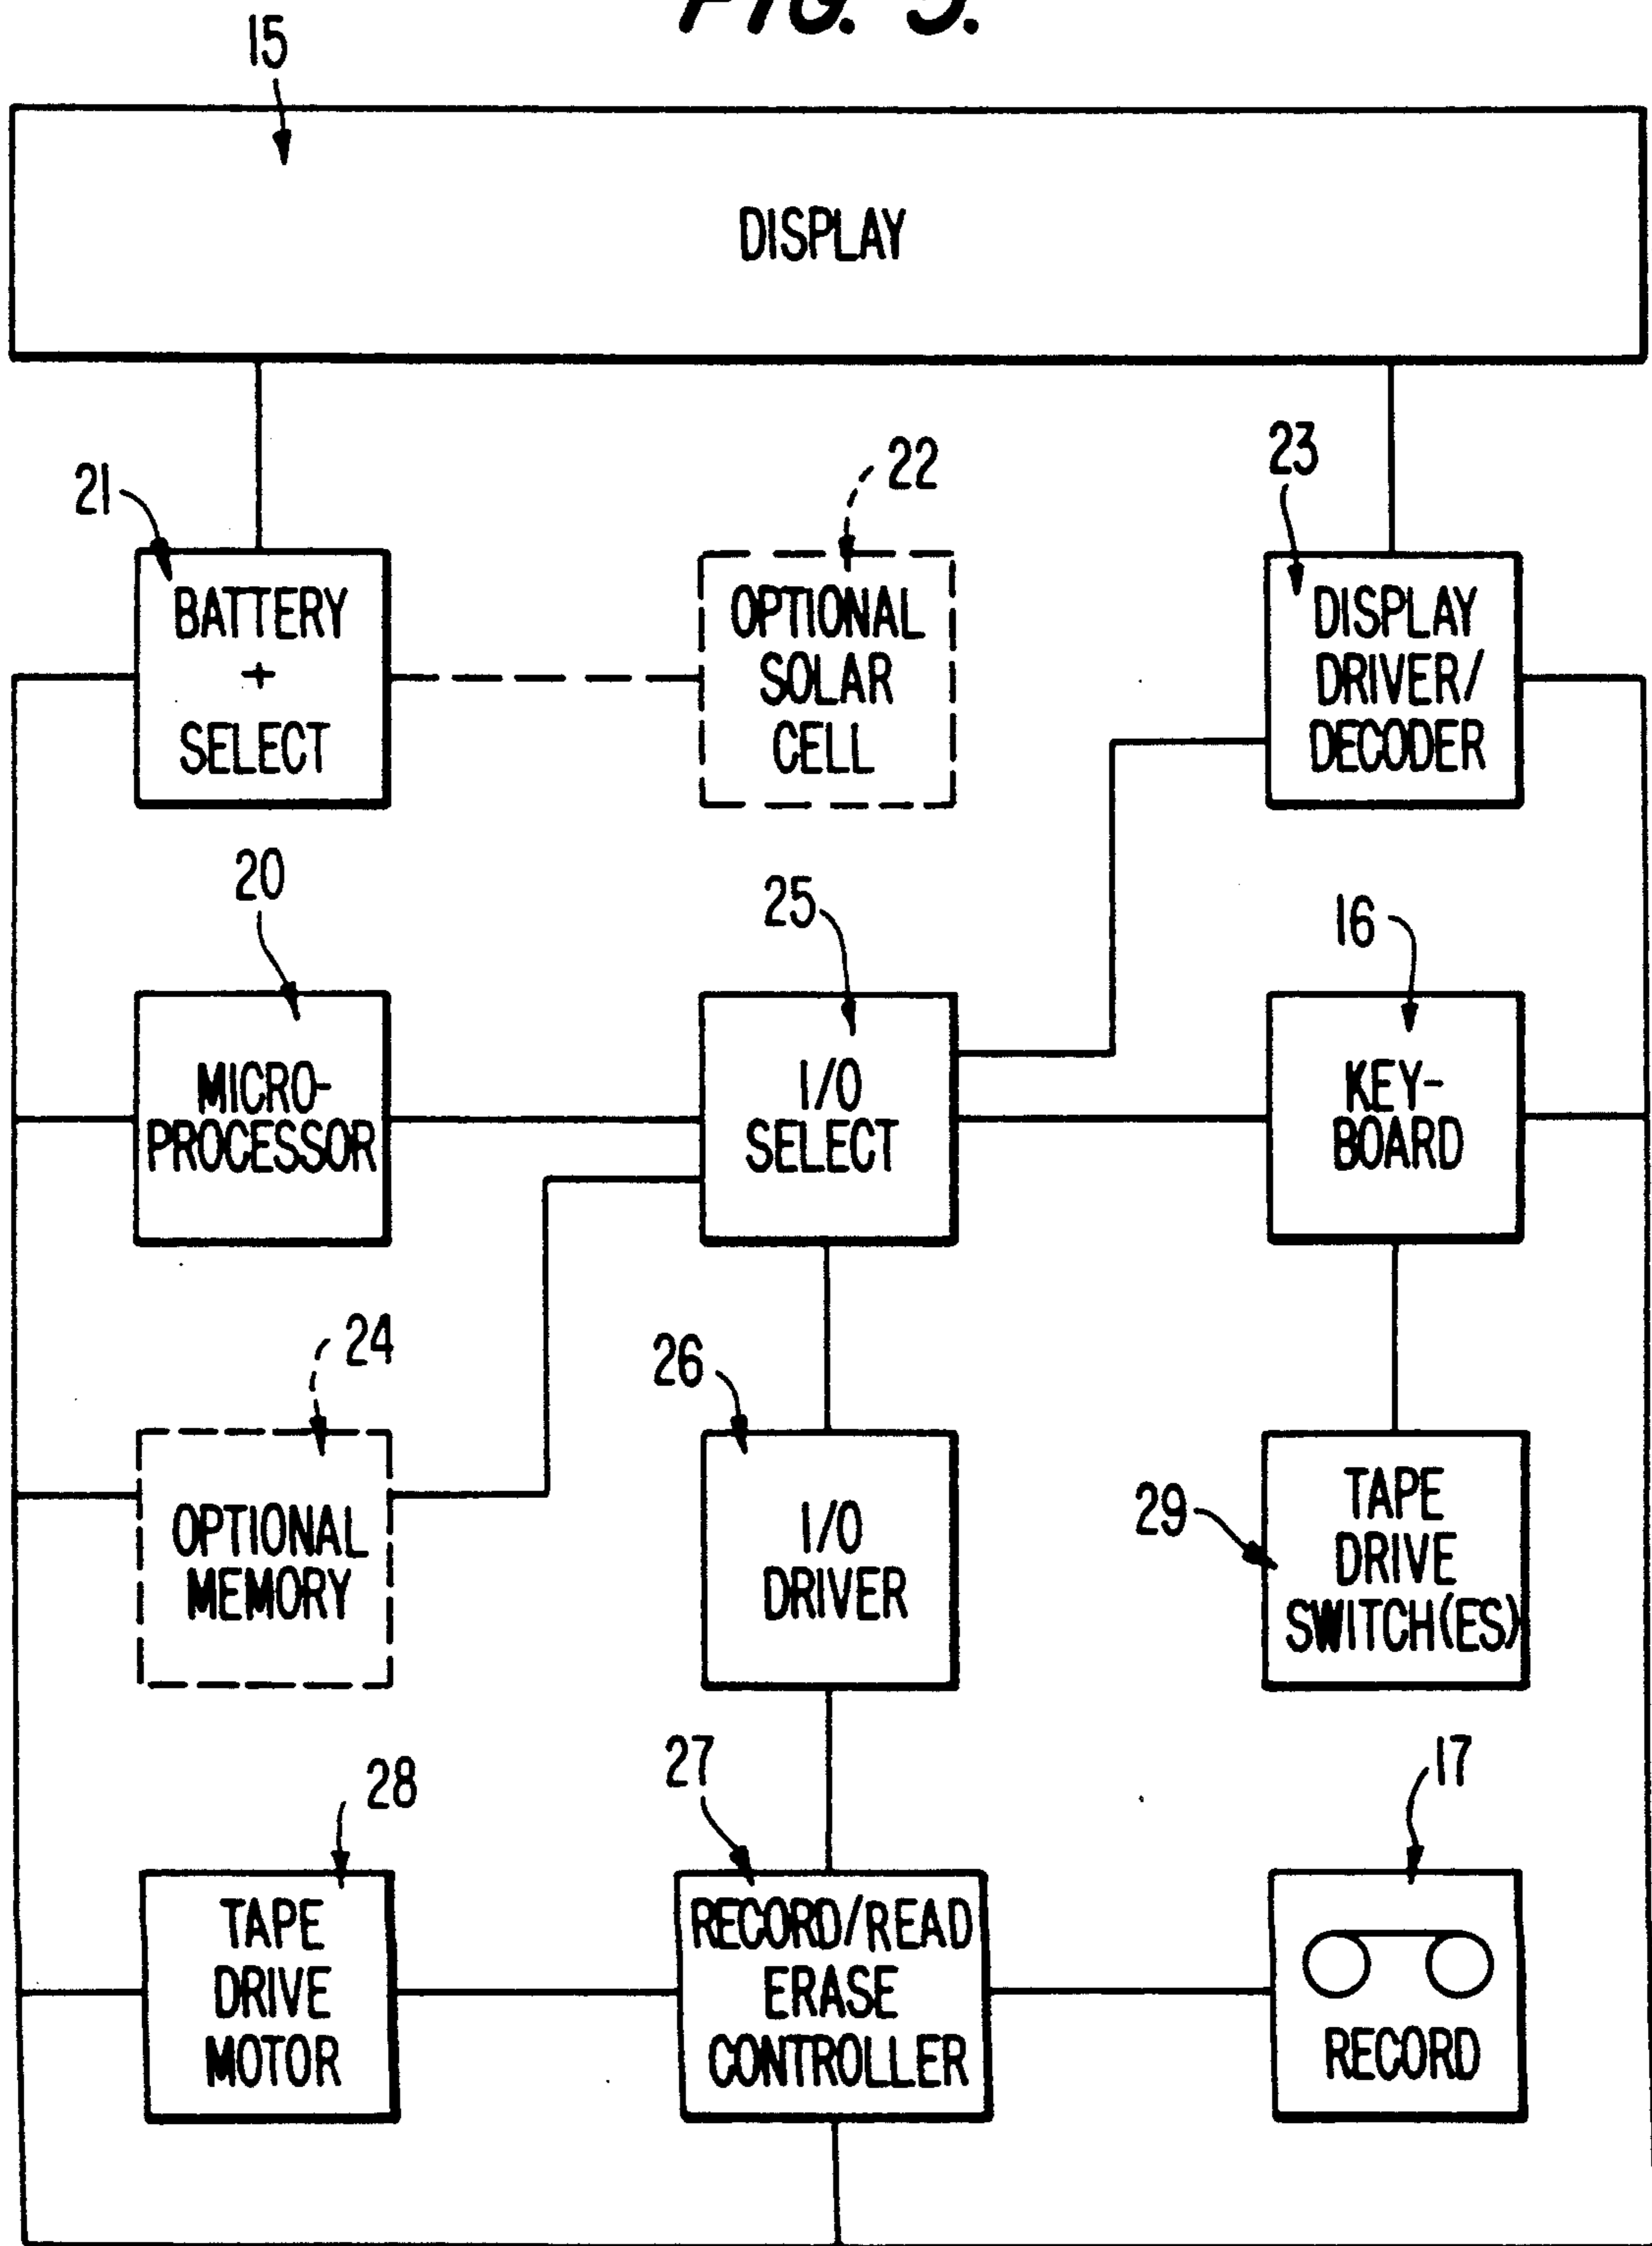 FIG. 5.
15
DISPLAY
21
22
23
BATTERY
+
SELECT
OPTIONAL
SOLAR
CELL
DISPLAY
DRIVER/
DECODER
20
25
16
MICRO-
PROCESSOR
I/O
SELECT
KEY-
BOARD
24
26
29
OPTIONAL
MEMORY
I/O
DRIVER
TAPE
DRIVE
SWITCH(ES)
28
27
17
TAPE
DRIVE
MOTOR
RECORD/READ
ERASE
CONTROLLER
RECORD